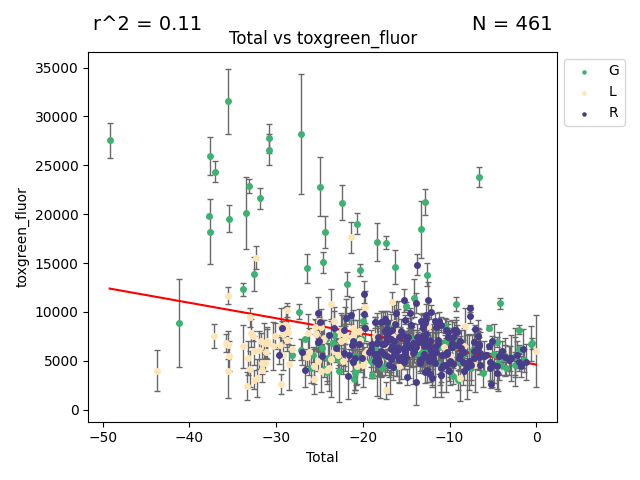 r^2 = 0.11
N = 461
Total vs toxgreen_fluor
35000
30000
25000
20000
15000
10000
5000
0
toxgreen_fluor
−50
−40
−30
−20
−10
0
Total
G
L
R